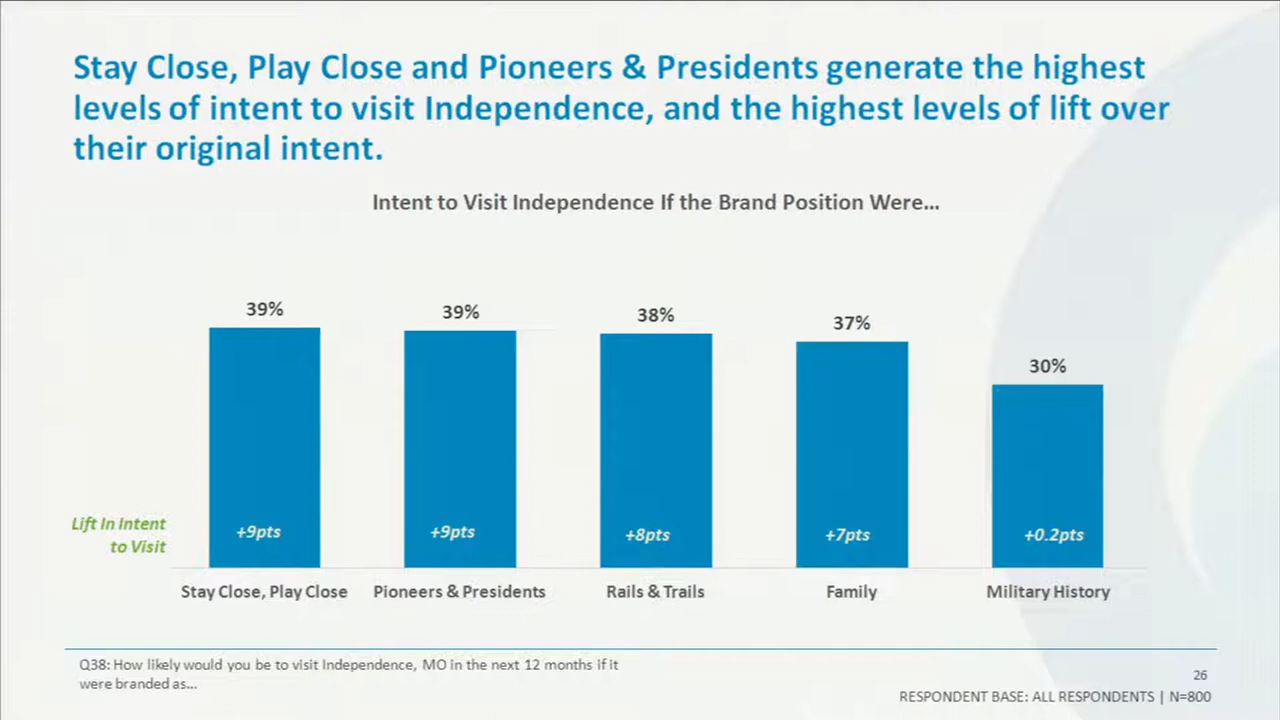 Stay Close, Play Close and Pioneers & Presidents generate the highest
levels of intent to visit Independence, and the highest levels of lift over
their original intent.
Intent to Visit Independence If the Brand Position Were...
39%
39%
38%
37%
30%
Lift In Intent
to Visit
+9pts
+9pts
+8pts
+7pts
+0.2pts
Stay Close, Play Close
Pioneers & Presidents
Rails & Trails
Family
Military History
Q38: How likely would you be to visit Independence, MO in the next 12 months if it
were branded as...
26
RESPONDENT BASE: ALL RESPONDENTS | N=800